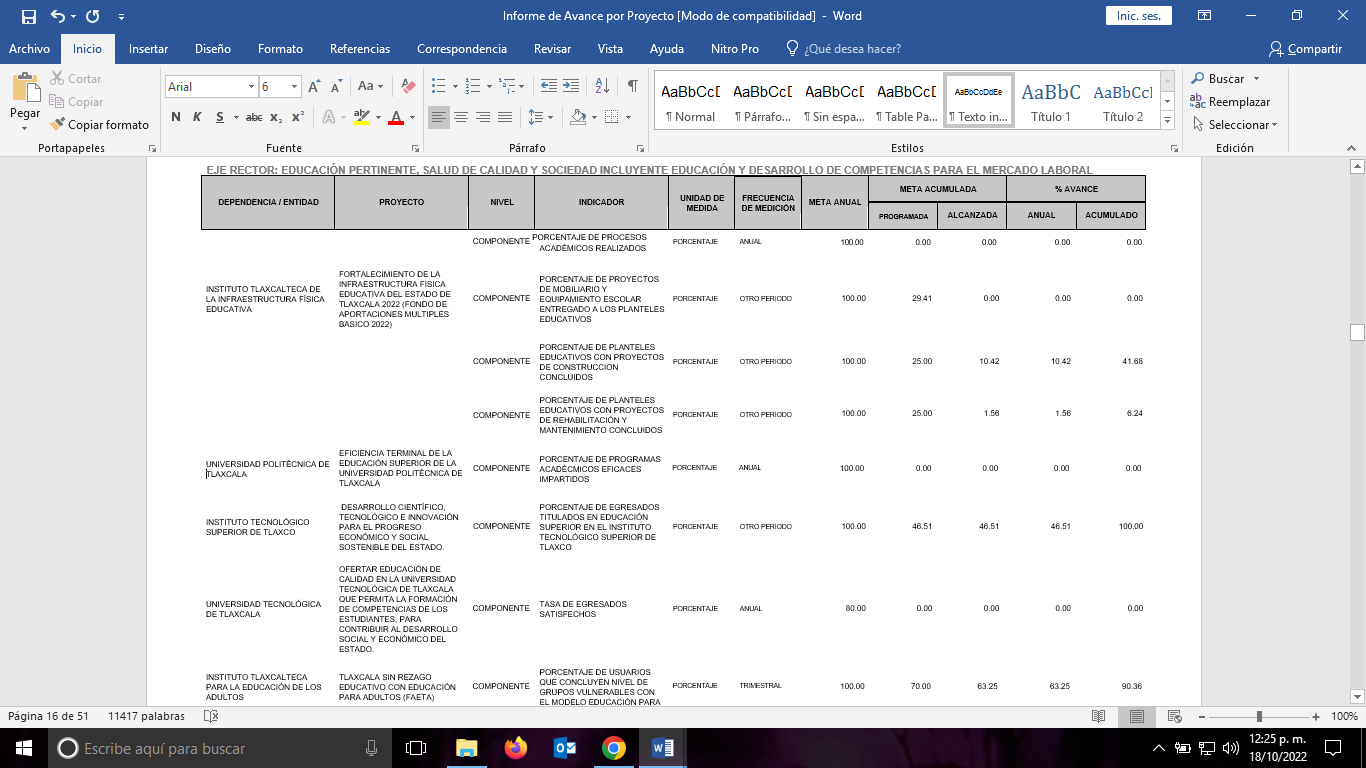 Informe de Avance por Proyecto [Modo de compatibilidad] - Word
Inic. ses.
Archivo Inicio Insertar Diseño Formato Referencias Correspondencia Revisar Vista Ayuda Nitro Pro ¿Qué desea hacer? Compartir
Pegar
Cortar
Copiar
Copiar formato
Portapapeles
Arial 6
N K S abc x₂ x²
Fuente
Párrafo
AaBbCcI AaBbCc. AaBbCcI AaBbCcI AaBbCcDdEe AaBbC AaBbCcl
¶ Normal ¶ Párrafo... ¶ Sin espa... ¶ Table Pa... ¶ Texto in... Título 1 Título 2
Estilos
Buscar
Reemplazar
Seleccionar
Edición
EJE RECTOR: EDUCACIÓN PERTINENTE, SALUD DE CALIDAD Y SOCIEDAD INCLUYENTE EDUCACIÓN Y DESARROLLO DE COMPETENCIAS PARA EL MERCADO LABORAL
DEPENDENCIA / ENTIDAD PROYECTO NIVEL INDICADOR UNIDAD DE MEDIDA FRECUENCIA DE MEDICIÓN META ANUAL META ACUMULADA % AVANCE
PROGRAMADA ALCANZADA ANUAL ACUMULADO
COMPONENTE
PORCENTAJE DE PROCESOS
ACADÉMICOS REALIZADOS
PORCENTAJE ANUAL 100.00 0.00 0.00 0.00 0.00
INSTITUTO TLAXCALTECA DE
LA INFRAESTRUCTURA FÍSICA
EDUCATIVA
FORTALECIMIENTO DE LA
INFRAESTRUCTURA FISICA
EDUCATIVA DEL ESTADO DE
TLAXCALA 2022 (FONDO DE
APORTACIONES MULTIPLES
BASICO 2022)
COMPONENTE
PORCENTAJE DE PROYECTOS
DE MOBILIARIO Y
EQUIPAMIENTO ESCOLAR
ENTREGADO A LOS PLANTELES
EDUCATIVOS
PORCENTAJE OTRO PERIODO 100.00 29.41 0.00 0.00 0.00
COMPONENTE
PORCENTAJE DE PLANTELES
EDUCATIVOS CON PROYECTOS
DE CONSTRUCCION
CONCLUIDOS
PORCENTAJE OTRO PERIODO 100.00 25.00 10.42 10.42 41.68
COMPONENTE
PORCENTAJE DE PLANTELES
EDUCATIVOS CON PROYECTOS
DE REHABILITACIÓN Y
MANTENIMIENTO CONCLUIDOS
PORCENTAJE OTRO PERIODO 100.00 25.00 1.56 1.56 6.24
UNIVERSIDAD POLITÉCNICA DE
TLAXCALA
EFICIENCIA TERMINAL DE LA
EDUCACIÓN SUPERIOR DE LA
UNIVERSIDAD POLITÉCNICA DE
TLAXCALA
COMPONENTE
PORCENTAJE DE PROGRAMAS
ACADÉCMICOS EFICACES
IMPARTIDOS
PORCENTAJE ANUAL 100.00 0.00 0.00 0.00 0.00
INSTITUTO TECNOLÓGICO
SUPERIOR DE TLAXCO
DESARROLLO CIENTÍFICO,
TECNOLÓGICO E INNOVACIÓN
PARA EL PROGRESO
ECONÓMICO Y SOCIAL
SOSTENIBLE DEL ESTADO.
COMPONENTE
PORCENTAJE DE EGRESADOS
TITULADOS EN EDUCACIÓN
SUPERIOR EN EL INSTITUTO
TECNOLÓGICO SUPERIOR DE
TLAXCO
PORCENTAJE OTRO PERIODO 100.00 46.51 46.51 46.51 100.00
UNIVERSIDAD TECNOLÓGICA
DE TLAXCALA
OFERTAR EDUCACIÓN DE
CALIDAD EN LA UNIVERSIDAD
TECNOLÓGICA DE TLAXCALA
QUE PERMITA LA FORMACIÓN
DE COMPETENCIAS DE LOS
ESTUDIANTES, PARA
CONTRIBUIR AL DESARROLLO
SOCIAL Y ECONÓMICO DEL
ESTADO.
COMPONENTE
TASA DE EGRESADOS
SATISFECHOS
PORCENTAJE ANUAL 80.00 0.00 0.00 0.00 0.00
INSTITUTO TLAXCALTECA
PARA LA EDUCACIÓN DE LOS
ADULTOS
TLAXCALA SIN REZAGO
EDUCATIVO CON EDUCACIÓN
PARA ADULTOS (FAETA)
COMPONENTE
PORCENTAJE DE USUARIOS
QUE CONCLUYEN NIVEL DE
GRUPOS VULNERABLES CON
EL MODELO EDUCACIÓN PARA
PORCENTAJE TRIMESTRAL 100.00 70.00 63.25 63.25 90.36
Página 16 de 51 11417 palabras 100%
Escribe aquí para buscar
12:25 p. m.
18/10/2022